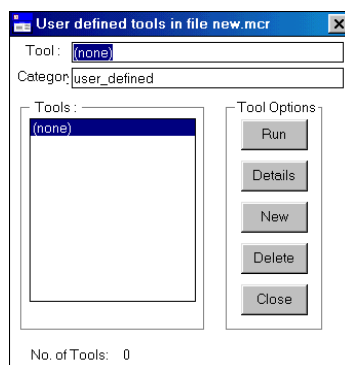 User defined tools in file new.mcr
Tool: (none)
Categor user_defined
Tools: Tool Options
(none)
Run
Details
New
Delete
Close
No. of Tools: 0